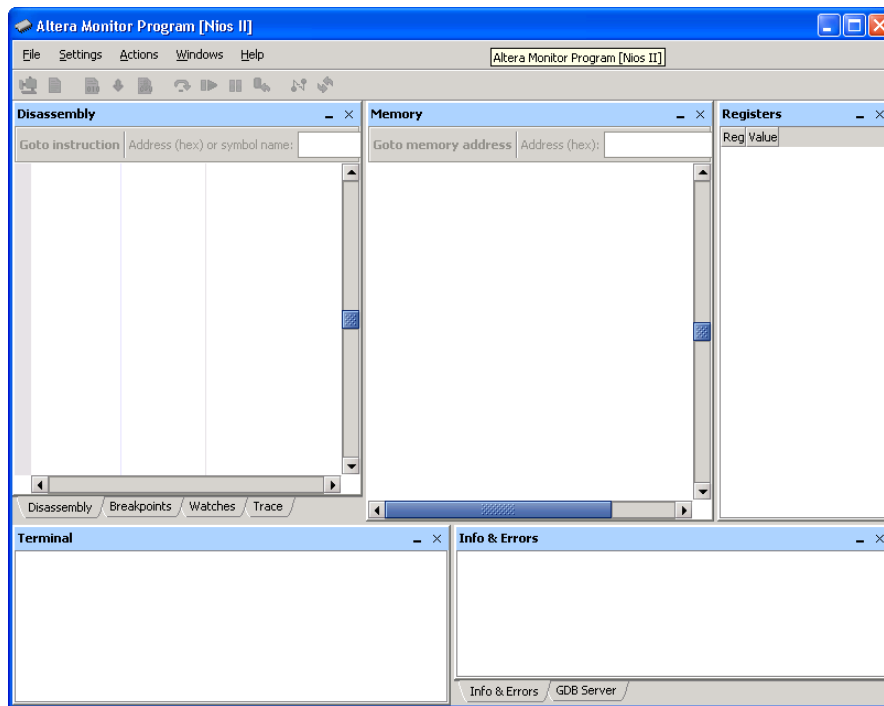 Altera Monitor Program [Nios II]
File Settings Actions Windows Help
Altera Monitor Program [Nios II]
Disassembly
Goto instruction Address (hex) or symbol name:
Disassembly Breakpoints Watches Trace
Memory
Goto memory address Address (hex):
Registers
Reg Value
Terminal
Info & Errors
Info & Errors GDB Server